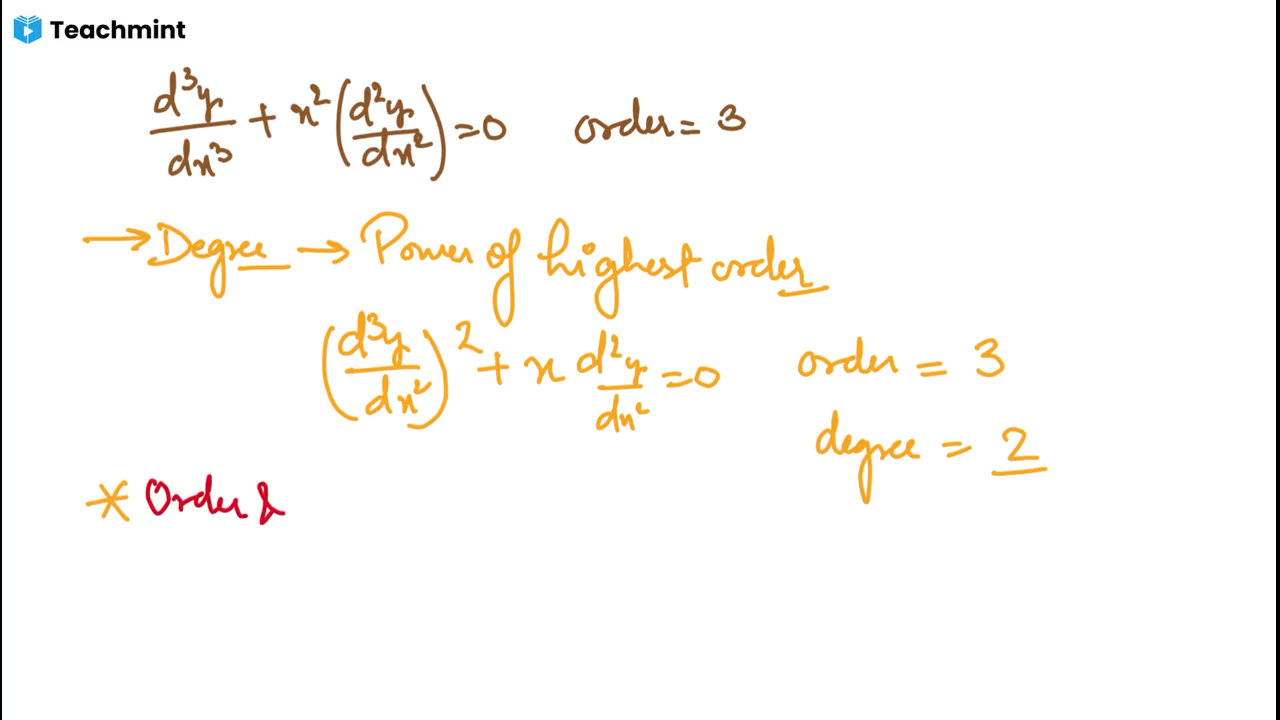 Teachmint
d³y/dx³ + x²(d²y/dx²) = 0 order = 3
→ Degree → Power of highest order
(d³y/dx²)² + x d²y/dx² = 0 order = 3
degree = 2
* Order &